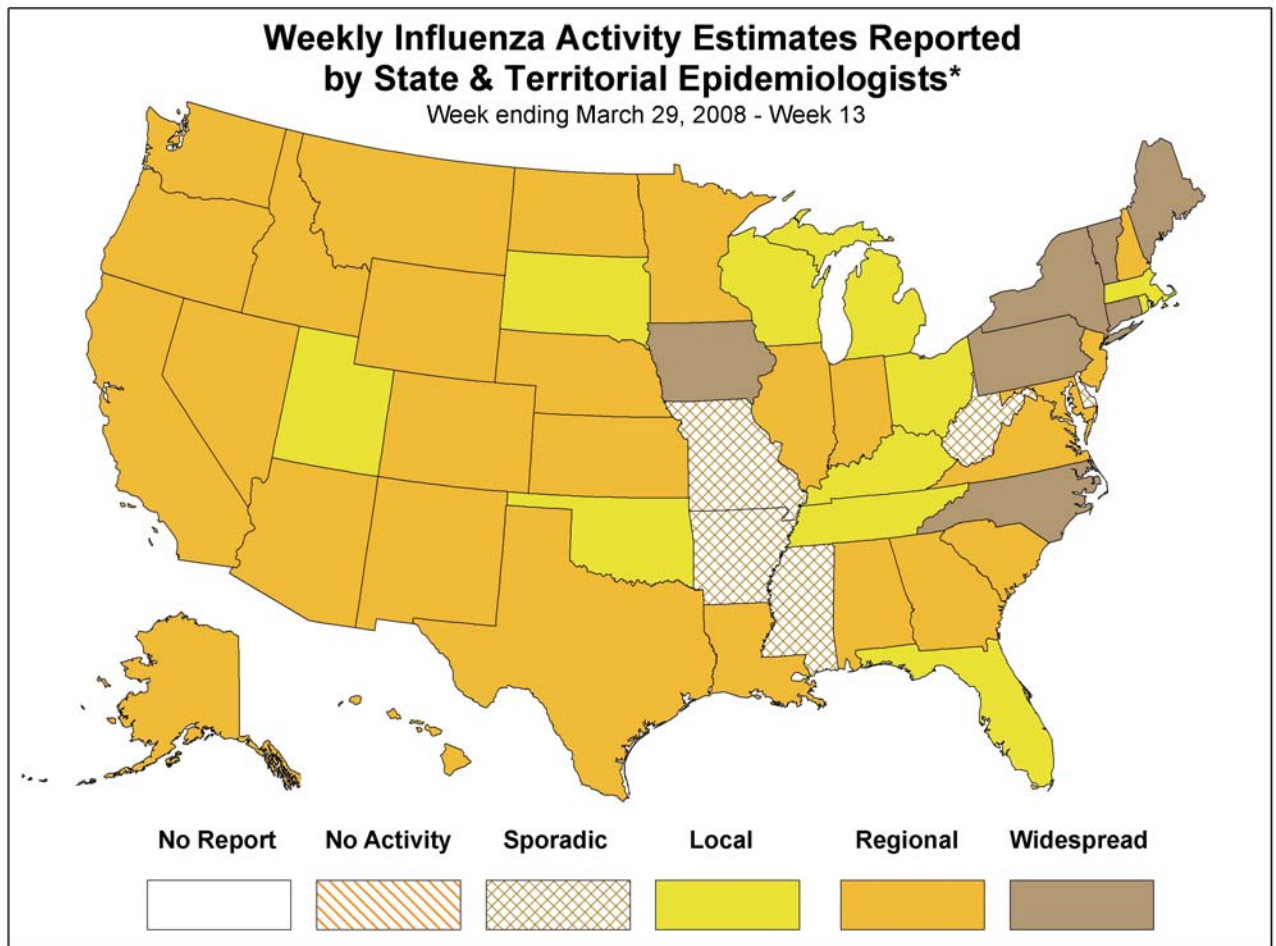 Weekly Influenza Activity Estimates Reported
by State & Territorial Epidemiologists*
Week ending March 29, 2008 - Week 13
No Report No Activity Sporadic Local Regional Widespread